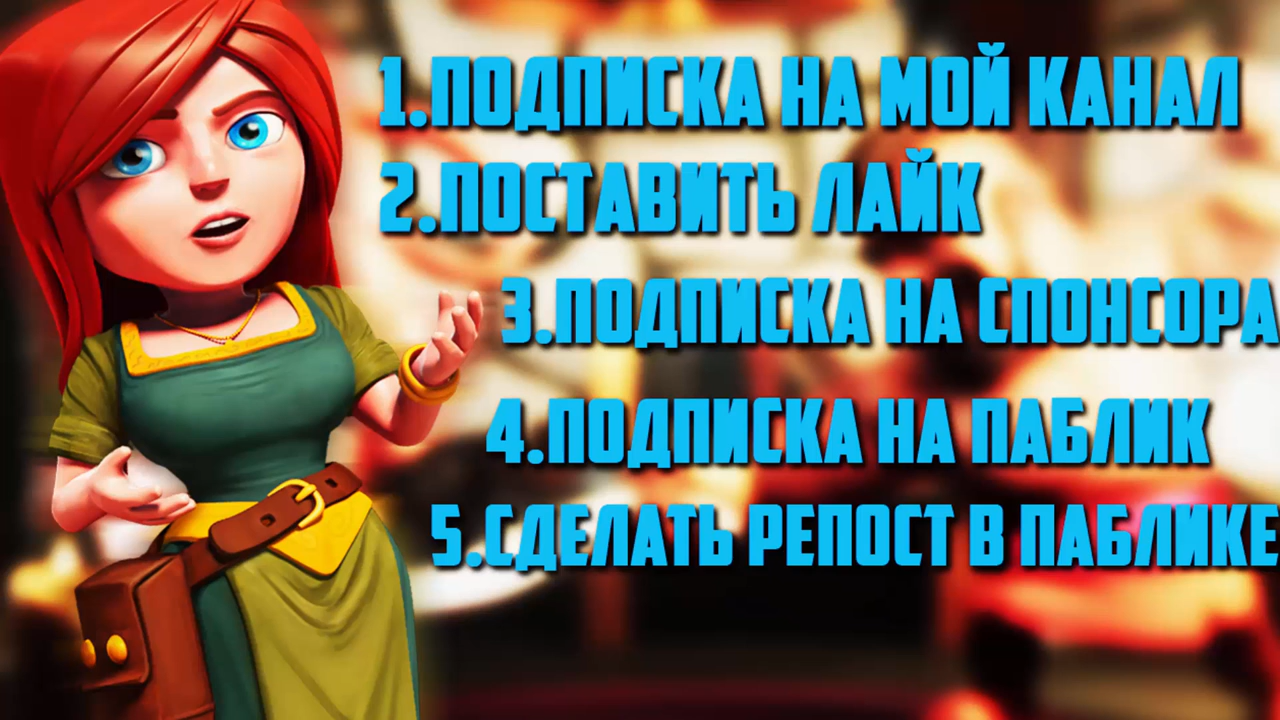 1.ПОДПИСКА НА МОЙ КАНАЛ
2.ПОСТАВИТЬ ЛАЙК
3.ПОДПИСКА НА СПОНСОРА
4.ПОДПИСКА НА ПАБЛИК
5.СДЕЛАТЬ РЕПОСТ В ПАБЛИКЕ